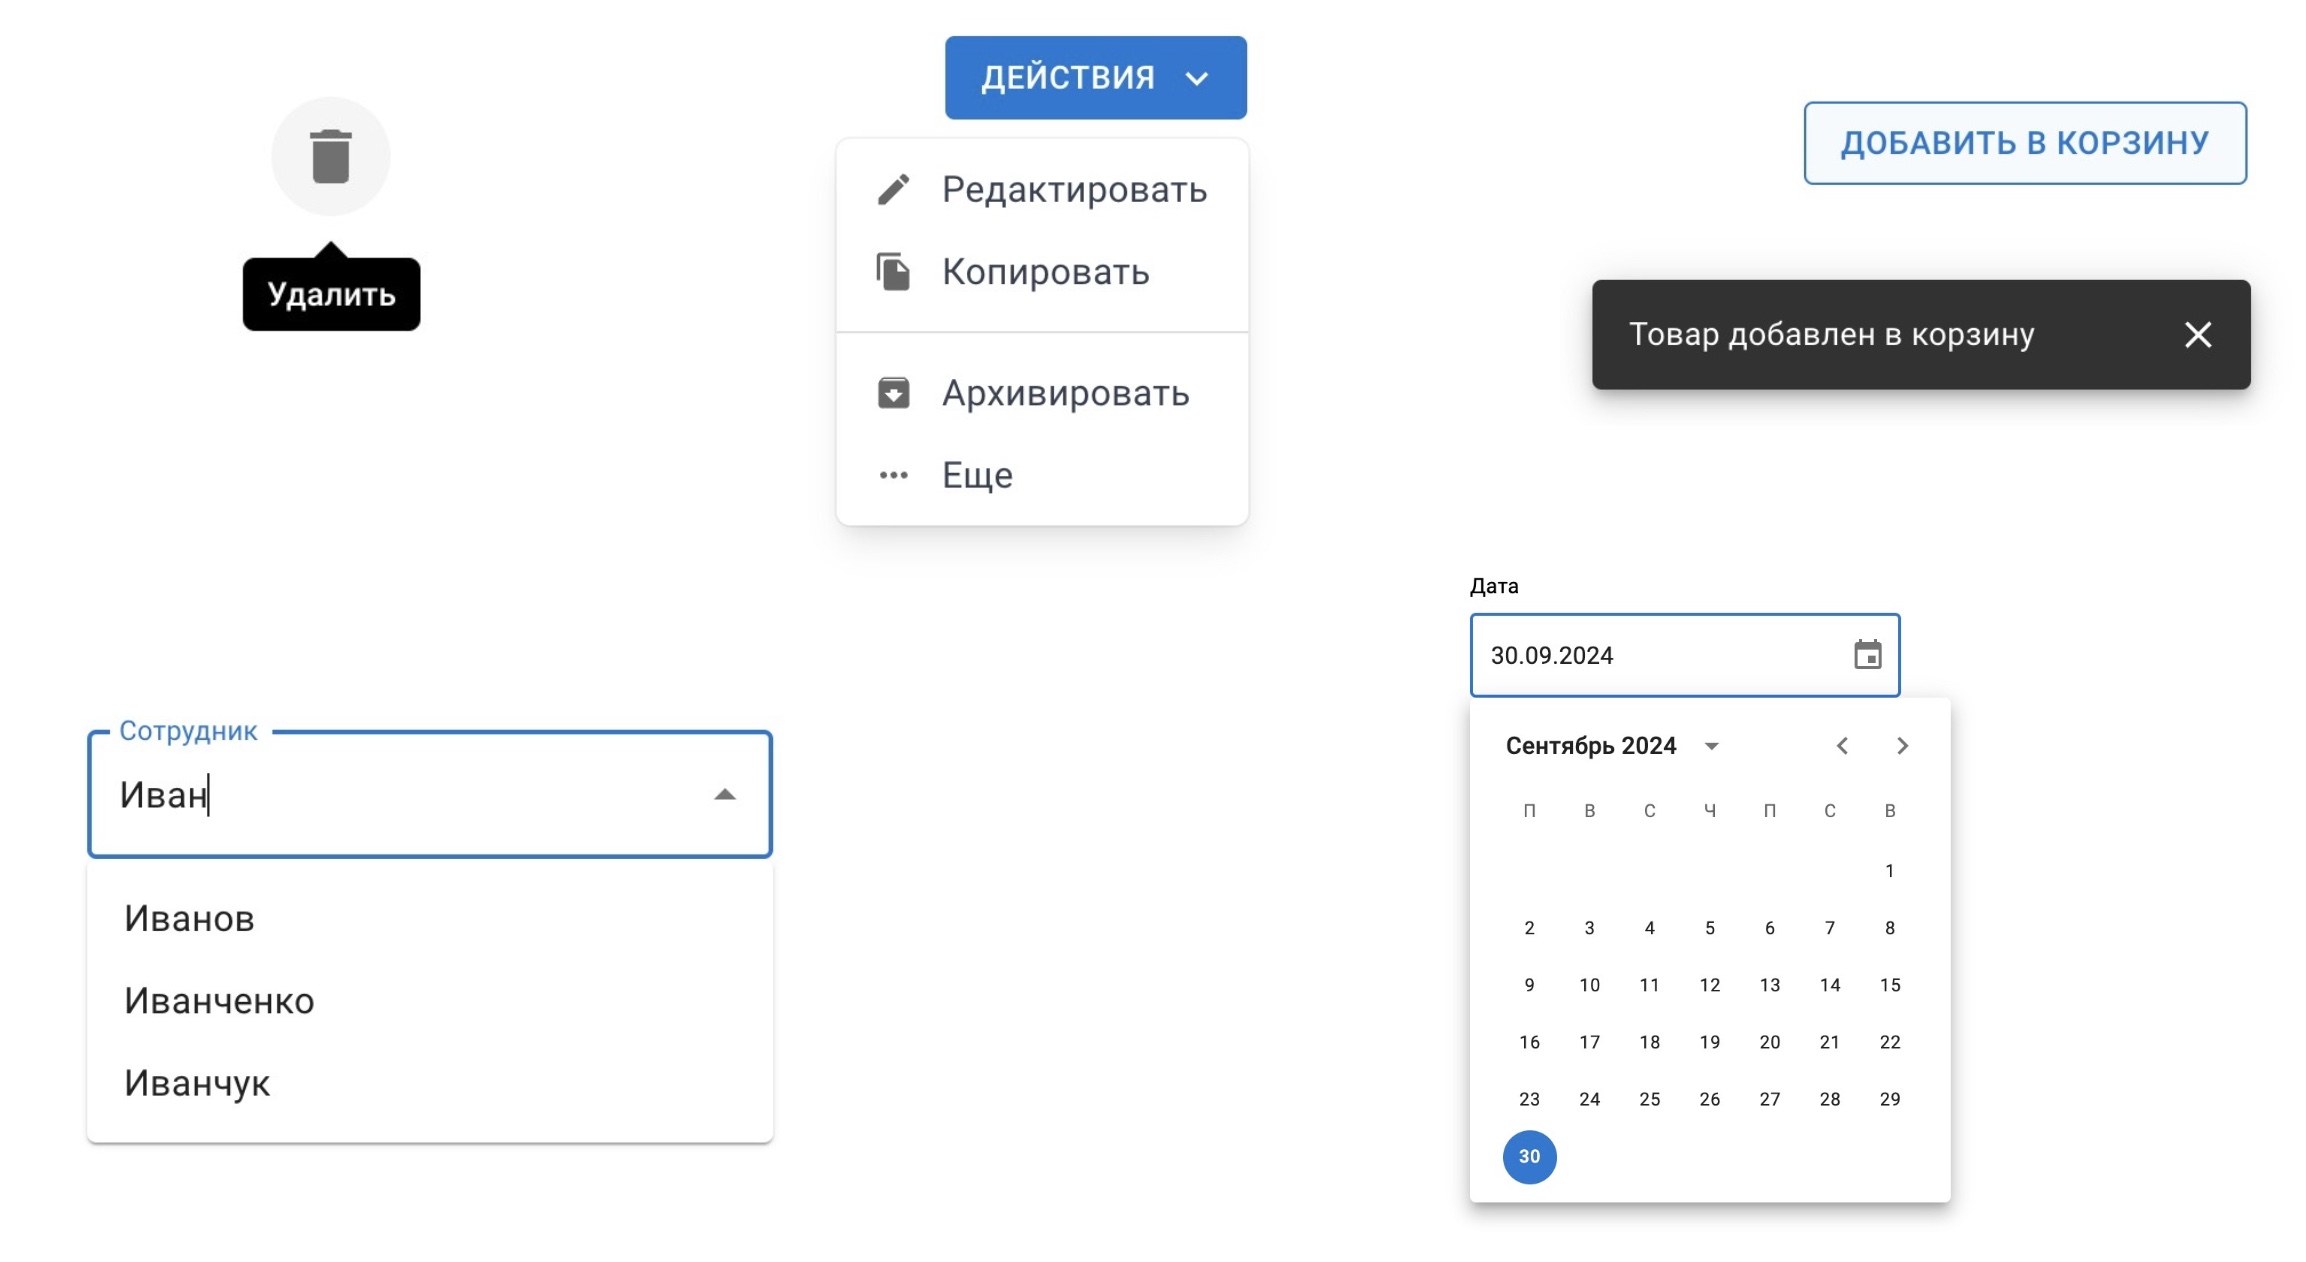 Удалить
ДЕЙСТВИЯ
Редактировать
Копировать
Архивировать
Еще
ДОБАВИТЬ В КОРЗИНУ
Товар добавлен в корзину
Сотрудник
Иван
Иванов
Иванченко
Иванчук
Дата
30.09.2024
Сентябрь 2024
П В С Ч П С В
1
2 3 4 5 6 7 8
9 10 11 12 13 14 15
16 17 18 19 20 21 22
23 24 25 26 27 28 29
30